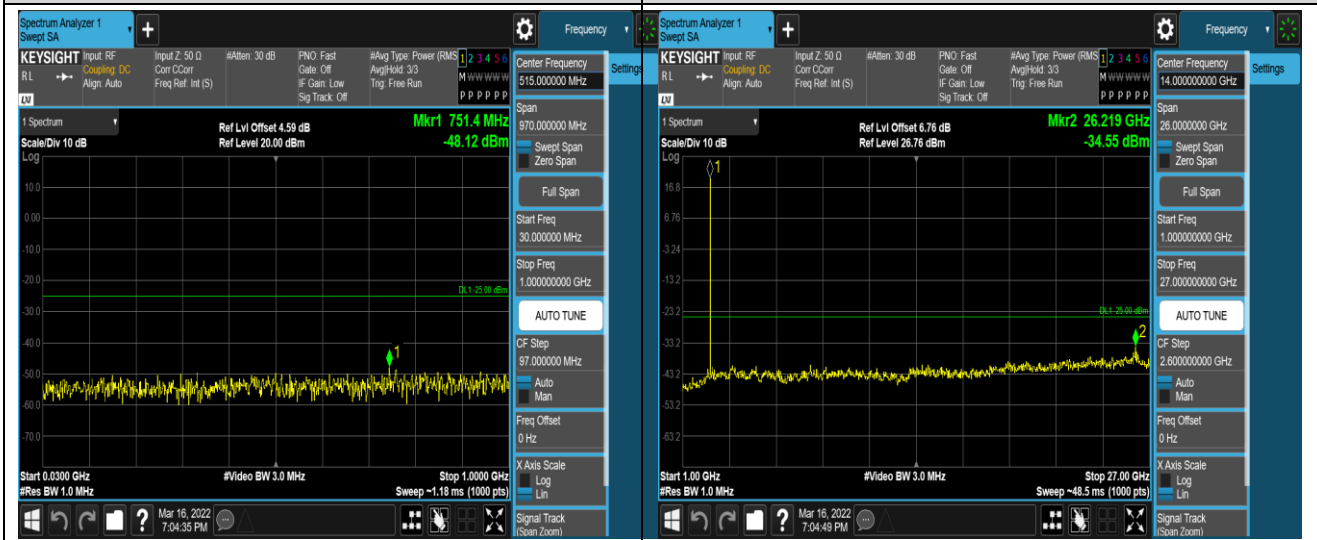 Spectrum Analyzer 1
Swept SA
+
Frequency
KEYSIGHT
Input: RF
Input Z: 50 Ω
#Atten: 30 dB
PNO: Fast
#Avg Type: Power (RMS
1 2 3 4 5 6
RL
Coupling: DC
Corr CCorr
Gate: Off
Avg|Hold: 3/3
M W W W W W
Align: Auto
Freq Ref: Int (S)
IF Gain: Low
Trig: Free Run
P P P P P P
LXI
Sig Track: Off
1 Spectrum
Ref Lvl Offset 4.59 dB
Mkr1 751.4 MHz
Scale/Div 10 dB
Ref Level 20.00 dBm
-48.12 dBm
Log
10.0
0.00
-10.0
-20.0
DL1 -25.00 dBm
-30.0
-40.0
1
-50.0
-60.0
-70.0
Start 0.0300 GHz
#Video BW 3.0 MHz
Stop 1.0000 GHz
#Res BW 1.0 MHz
Sweep ~1.18 ms (1000 pts)
?
Mar 16, 2022
7:04:35 PM
Center Frequency
515.000000 MHz
Settings
Span
970.000000 MHz
Swept Span
Zero Span
Full Span
Start Freq
30.000000 MHz
Stop Freq
1.000000000 GHz
AUTO TUNE
CF Step
97.000000 MHz
Auto
Man
Freq Offset
0 Hz
X Axis Scale
Log
Lin
Signal Track
(Span Zoom)
Spectrum Analyzer 1
Swept SA
+
Frequency
KEYSIGHT
Input: RF
Input Z: 50 Ω
#Atten: 30 dB
PNO: Fast
#Avg Type: Power (RMS
1 2 3 4 5 6
RL
Coupling: DC
Corr CCorr
Gate: Off
Avg|Hold: 3/3
M W W W W W
Align: Auto
Freq Ref: Int (S)
IF Gain: Low
Trig: Free Run
P P P P P P
LXI
Sig Track: Off
1 Spectrum
Ref Lvl Offset 6.76 dB
Mkr2 26.219 GHz
Scale/Div 10 dB
Ref Level 26.76 dBm
-34.55 dBm
Log
1
16.8
6.76
-3.24
-13.2
-23.2
DL1 -25.00 dBm
2
-33.2
-43.2
-53.2
-63.2
Start 1.00 GHz
#Video BW 3.0 MHz
Stop 27.00 GHz
#Res BW 1.0 MHz
Sweep ~48.5 ms (1000 pts)
?
Mar 16, 2022
7:04:49 PM
Center Frequency
14.000000000 GHz
Settings
Span
26.0000000 GHz
Swept Span
Zero Span
Full Span
Start Freq
1.000000000 GHz
Stop Freq
27.000000000 GHz
AUTO TUNE
CF Step
2.600000000 GHz
Auto
Man
Freq Offset
0 Hz
X Axis Scale
Log
Lin
Signal Track
(Span Zoom)